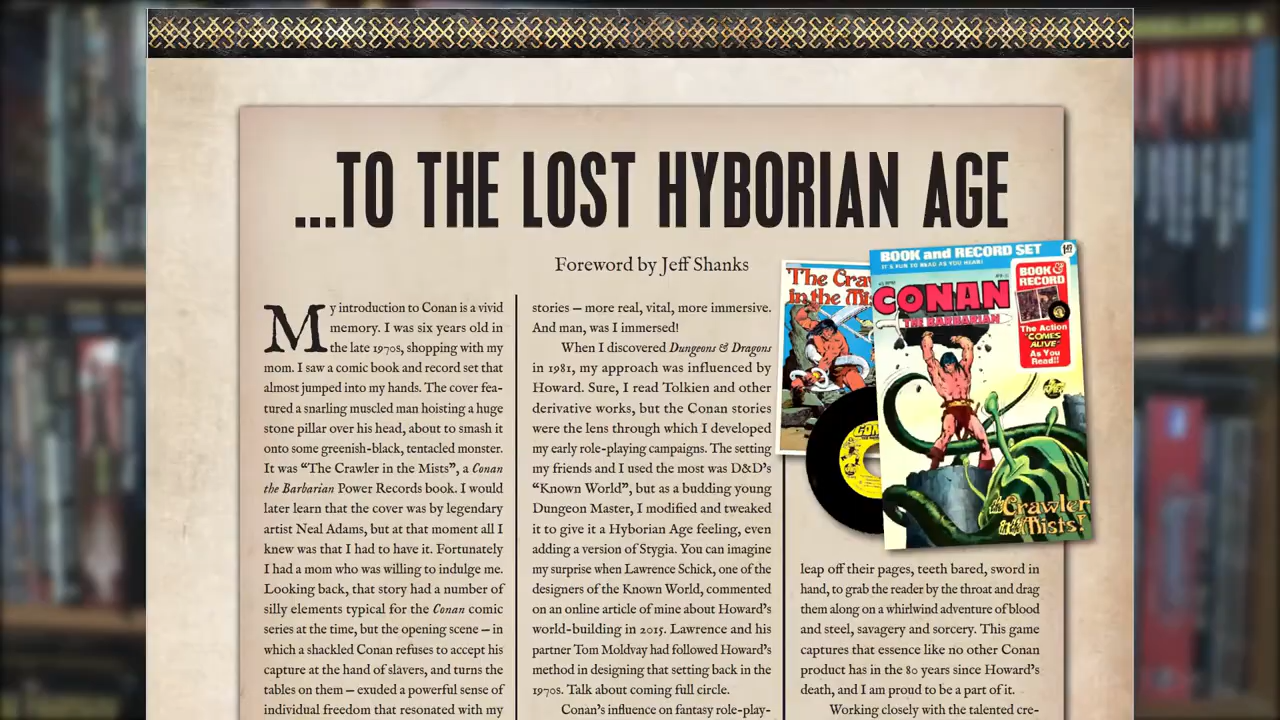 ...TO THE LOST HYBORIAN AGE
Foreword by Jeff Shanks
My introduction to Conan is a vivid
memory. I was six years old in
the late 1970s, shopping with my
mom. I saw a comic book and record set that
almost jumped into my hands. The cover fea-
tured a snarling muscled man hoisting a huge
stone pillar over his head, about to smash it
onto some greenish-black, tentacled monster.
It was “The Crawler in the Mists”, a Conan
the Barbarian Power Records book. I would
later learn that the cover was by legendary
artist Neal Adams, but at that moment all I
knew was that I had to have it. Fortunately
I had a mom who was willing to indulge me.
Looking back, that story had a number of
silly elements typical for the Conan comic
series at the time, but the opening scene — in
which a shackled Conan refuses to accept his
capture at the hand of slavers, and turns the
tables on them — exuded a powerful sense of
individual freedom that resonated with my
stories — more real, vital, more immersive.
And man, was I immersed!
When I discovered Dungeons & Dragons
in 1981, my approach was influenced by
Howard. Sure, I read Tolkien and other
derivative works, but the Conan stories
were the lens through which I developed
my early role-playing campaigns. The setting
my friends and I used the most was D&D’s
“Known World”, but as a budding young
Dungeon Master, I modified and tweaked
it to give it a Hyborian Age feeling, even
adding a version of Stygia. You can imagine
my surprise when Lawrence Schick, one of the
designers of the Known World, commented
on an online article of mine about Howard’s
world-building in 2015. Lawrence and his
partner Tom Moldvay had followed Howard’s
method in designing that setting back in the
1970s. Talk about coming full circle.
Conan’s influence on fantasy role-play-
The Craw
in the Mis
BOOK and RECORD SET
IT'S FUN TO READ AS YOU HEAR!
CONAN
THE BARBARIAN
BOOK &
RECORD
The Action
"COMES
ALIVE"
As You
Read!!
the Crawler
in the Mists!
leap off their pages, teeth bared, sword in
hand, to grab the reader by the throat and drag
them along on a whirlwind adventure of blood
and steel, savagery and sorcery. This game
captures that essence like no other Conan
product has in the 80 years since Howard’s
death, and I am proud to be a part of it.
Working closely with the talented cre-